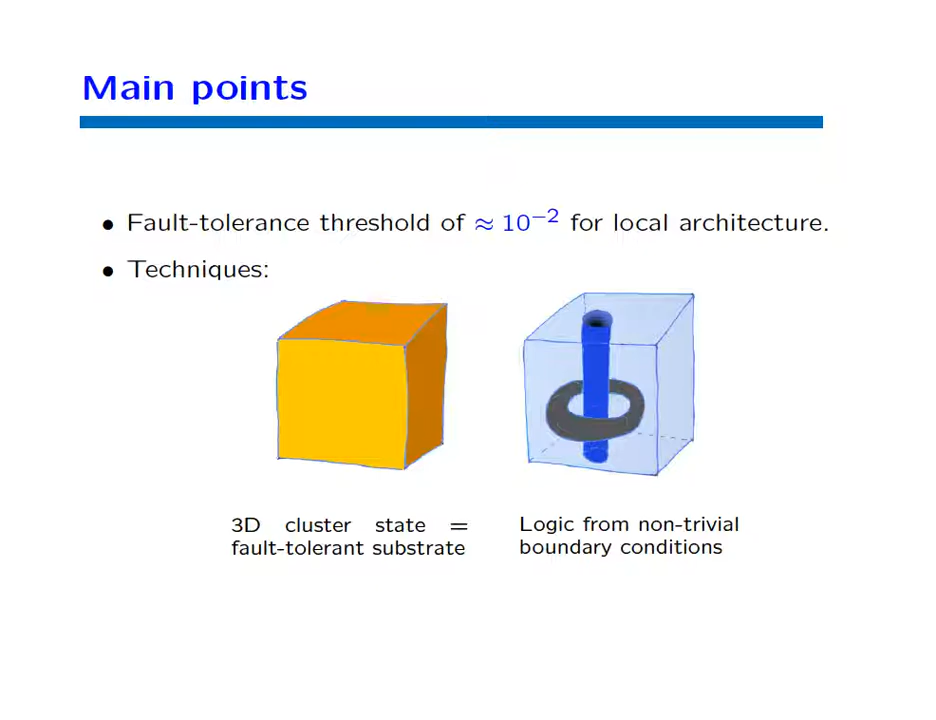 Main points
• Fault-tolerance threshold of ≈ 10⁻² for local architecture.
• Techniques:
3D cluster state =
fault-tolerant substrate
Logic from non-trivial
boundary conditions